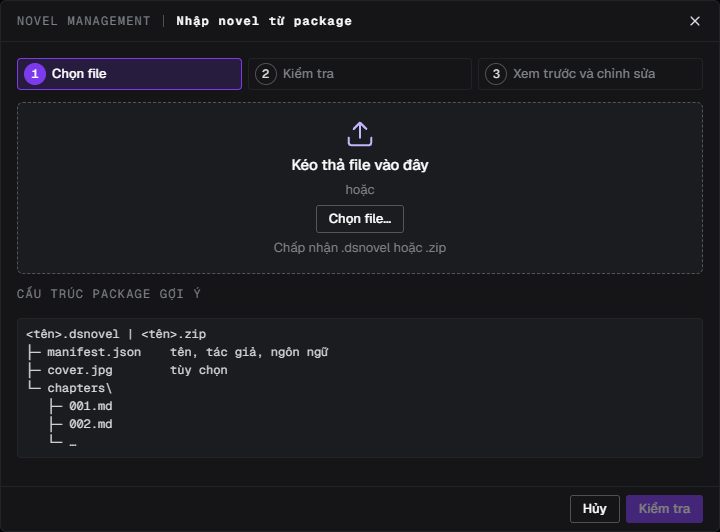 NOVEL MANAGEMENT | Nhập novel từ package
1 Chọn file
2 Kiểm tra
3 Xem trước và chỉnh sửa
Kéo thả file vào đây
hoặc
Chọn file…
Chấp nhận .dsnovel hoặc .zip
CẤU TRÚC PACKAGE GỢI Ý
<tên>.dsnovel | <tên>.zip
├─ manifest.json    tên, tác giả, ngôn ngữ
├─ cover.jpg        tùy chọn
└─ chapters\
   ├─ 001.md
   ├─ 002.md
   └─ …
Hủy
Kiểm tra